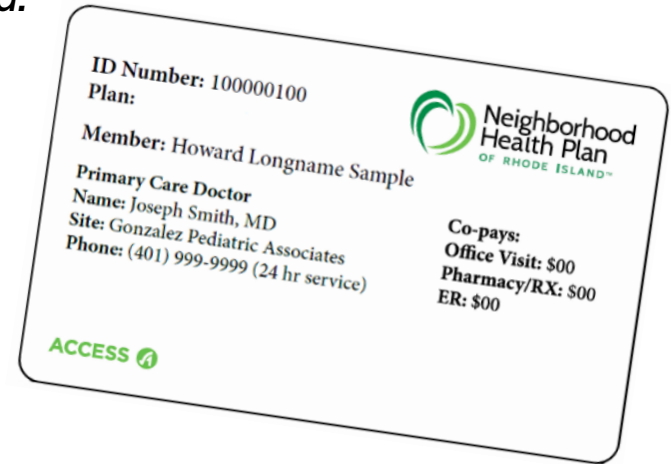 d.
ID Number: 100000100
Plan:
Member: Howard Longname Sample
Primary Care Doctor
Name: Joseph Smith, MD
Site: Gonzalez Pediatric Associates
Phone: (401) 999-9999 (24 hr service)
ACCESS
Neighborhood
Health Plan
OF RHODE ISLAND™
Co-pays:
Office Visit: $00
Pharmacy/RX: $00
ER: $00